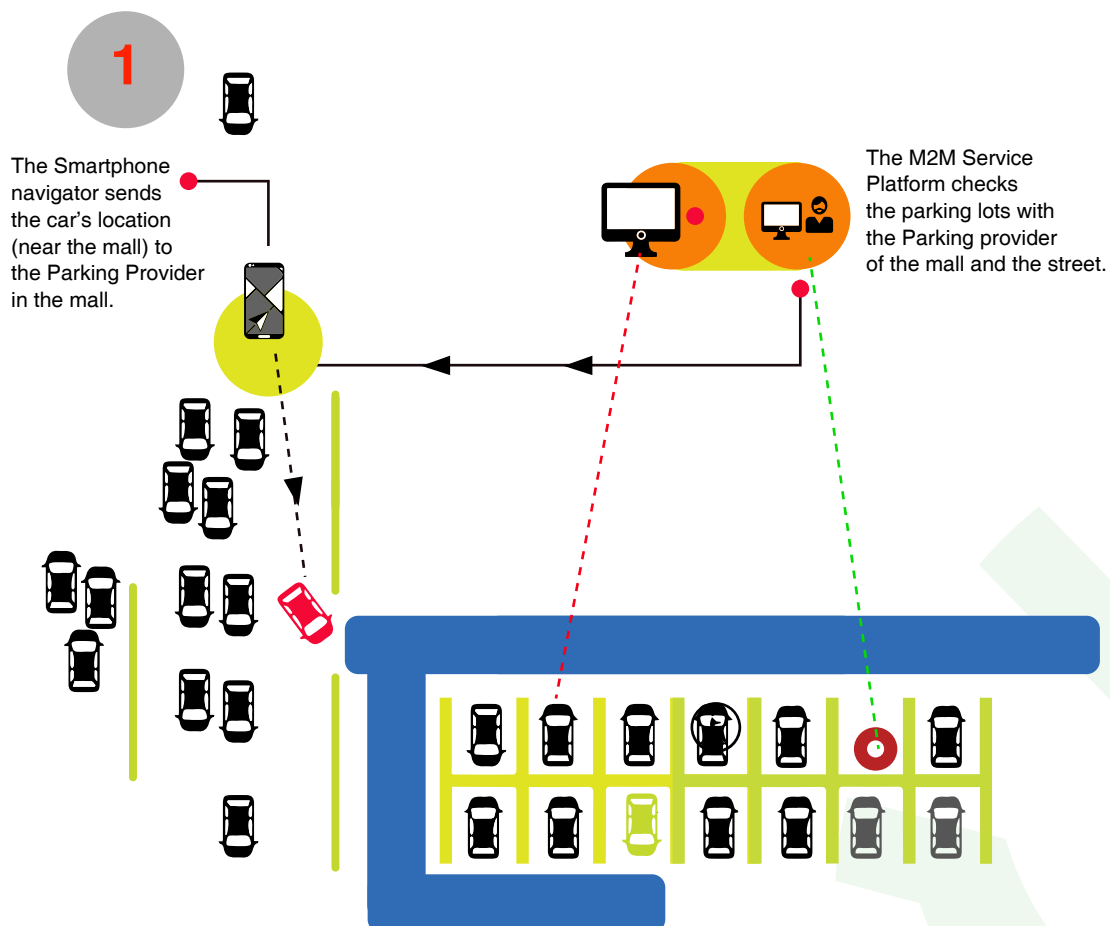 1
The Smartphone
navigator sends
the car's location
(near the mall) to
the Parking Provider
in the mall.
The M2M Service
Platform checks
the parking lots with
the Parking provider
of the mall and the street.